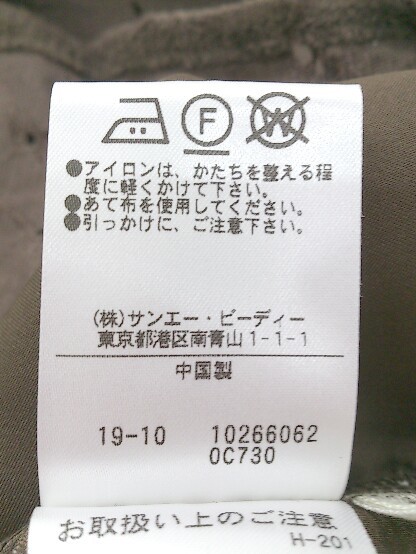 F W
●アイロンは、かたちを整える程
度に軽くかけて下さい。
●あて布を使用してください。
●引っかけに、ご注意下さい。
(株)サンエー・ビーディー
東京都港区南青山1-1-1
中国製
19-10 10266062
0C730
お取扱い上のご注意
H-201